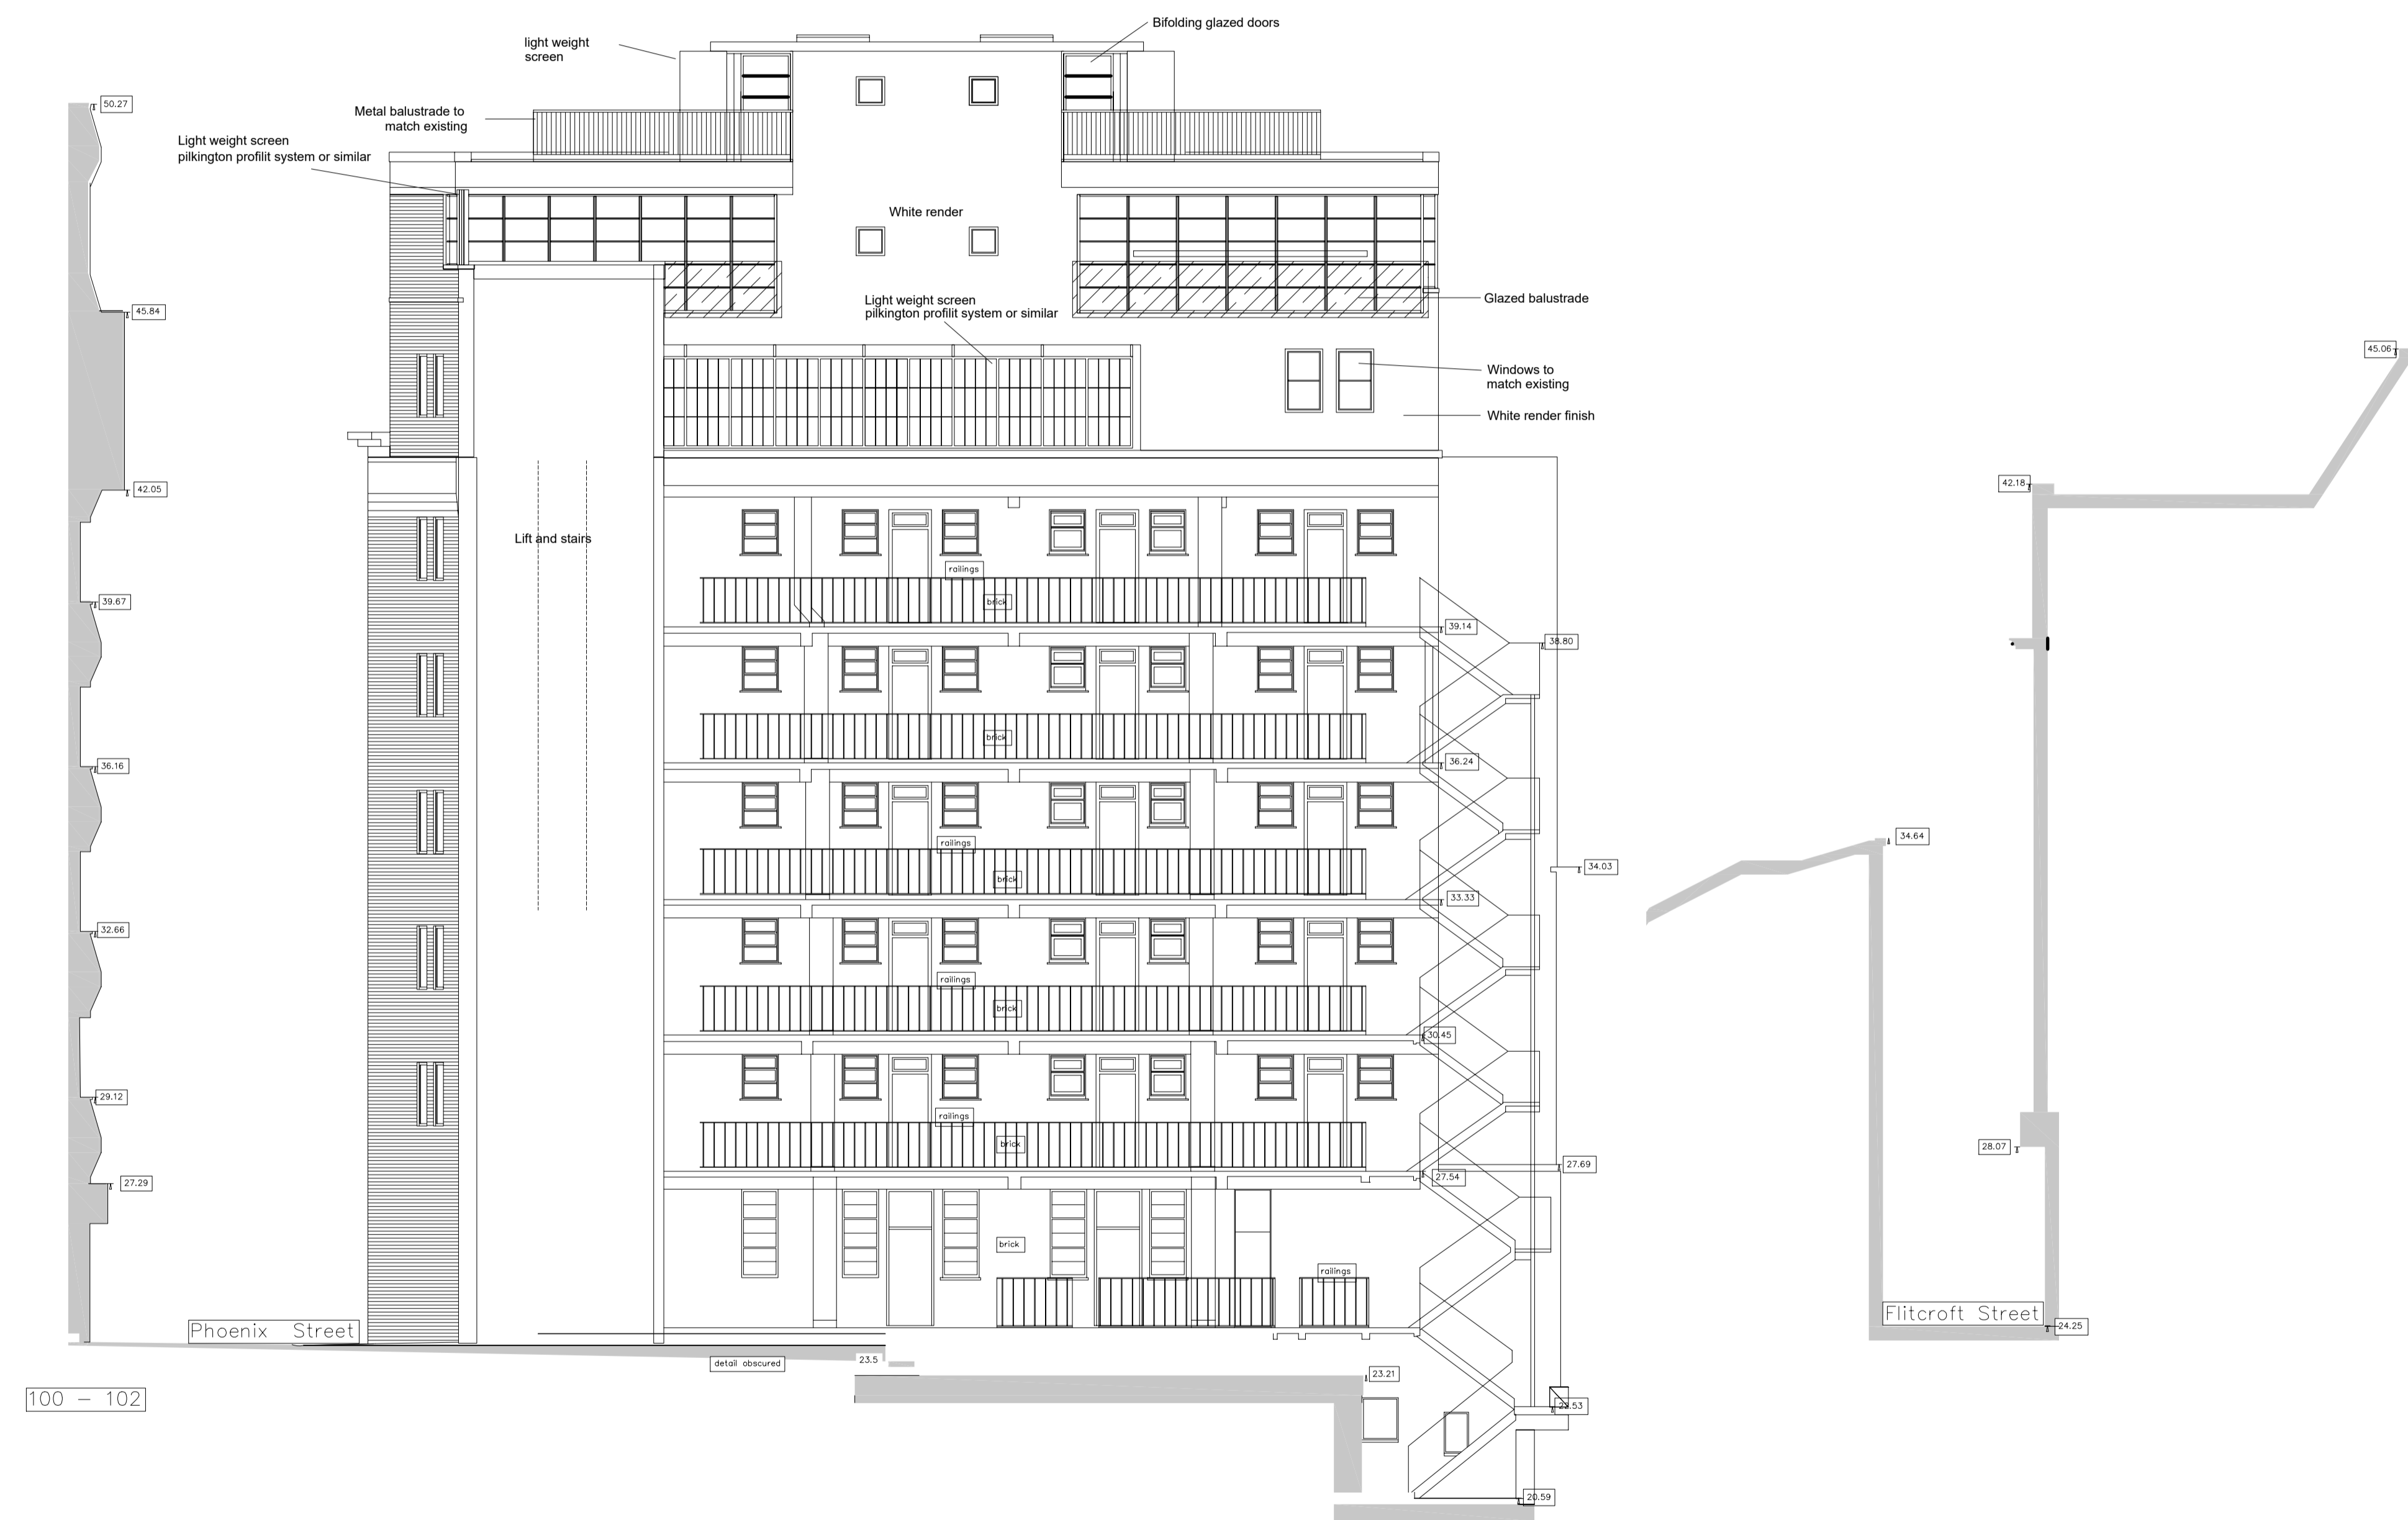 Bifolding glazed doors
light weight
screen
50.27
Metal balustrade to
match existing
Light weight screen
pilkington profilit system or similar
White render
Light weight screen
pilkington profilit system or similar
Glazed balustrade
45.84
45.06
Windows to
match existing
White render finish
42.05
42.18
Lift and stairs
railings
brick
39.67
39.14
38.80
brick
36.16
36.24
railings
brick
34.64
34.03
33.33
32.66
railings
brick
30.45
29.12
railings
brick
28.07
27.69
27.54
27.29
brick
railings
Phoenix Street
Flitcroft Street
24.25
detail obscured
23.5
23.21
100 - 102
22.53
20.59